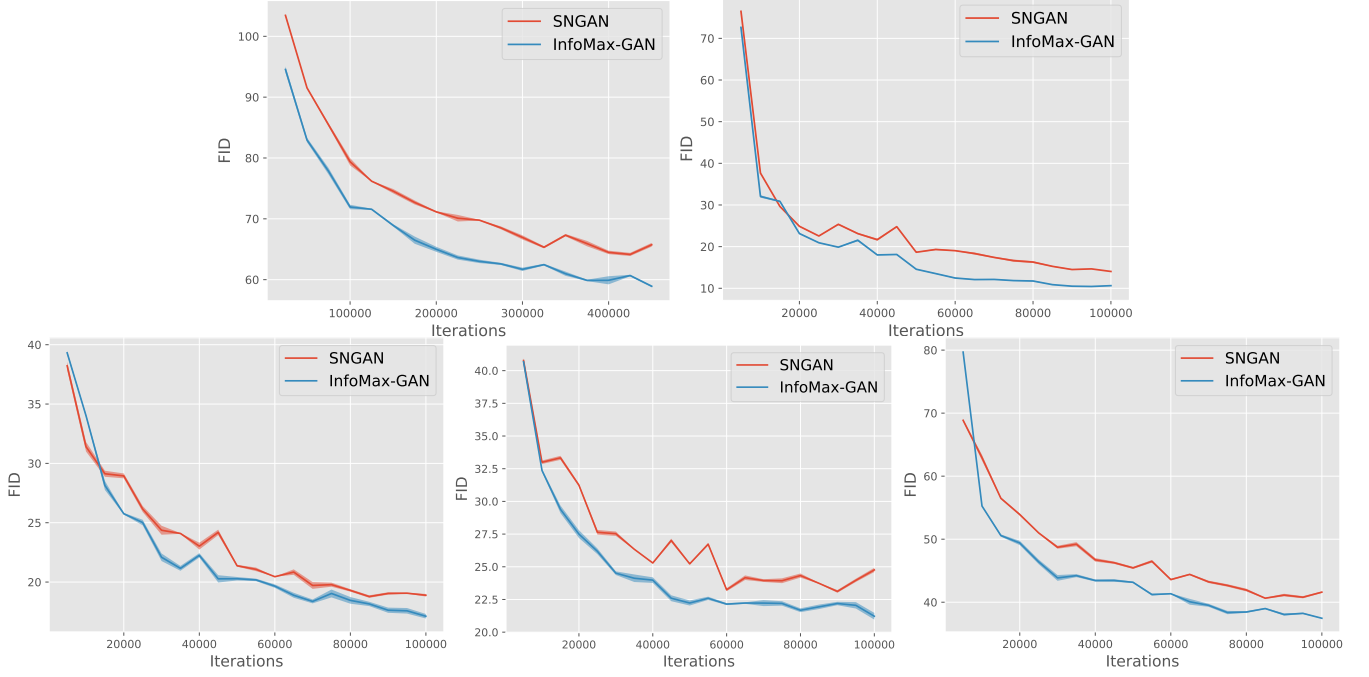 SNGAN
InfoMax-GAN
FID
100
90
80
70
60
100000 200000 300000 400000
Iterations
SNGAN
InfoMax-GAN
FID
70
60
50
40
30
20
10
20000 40000 60000 80000 100000
Iterations
SNGAN
InfoMax-GAN
FID
40
35
30
25
20
20000 40000 60000 80000 100000
Iterations
SNGAN
InfoMax-GAN
FID
40.0
37.5
35.0
32.5
30.0
27.5
25.0
22.5
20.0
20000 40000 60000 80000 100000
Iterations
SNGAN
InfoMax-GAN
FID
80
70
60
50
40
20000 40000 60000 80000 100000
Iterations